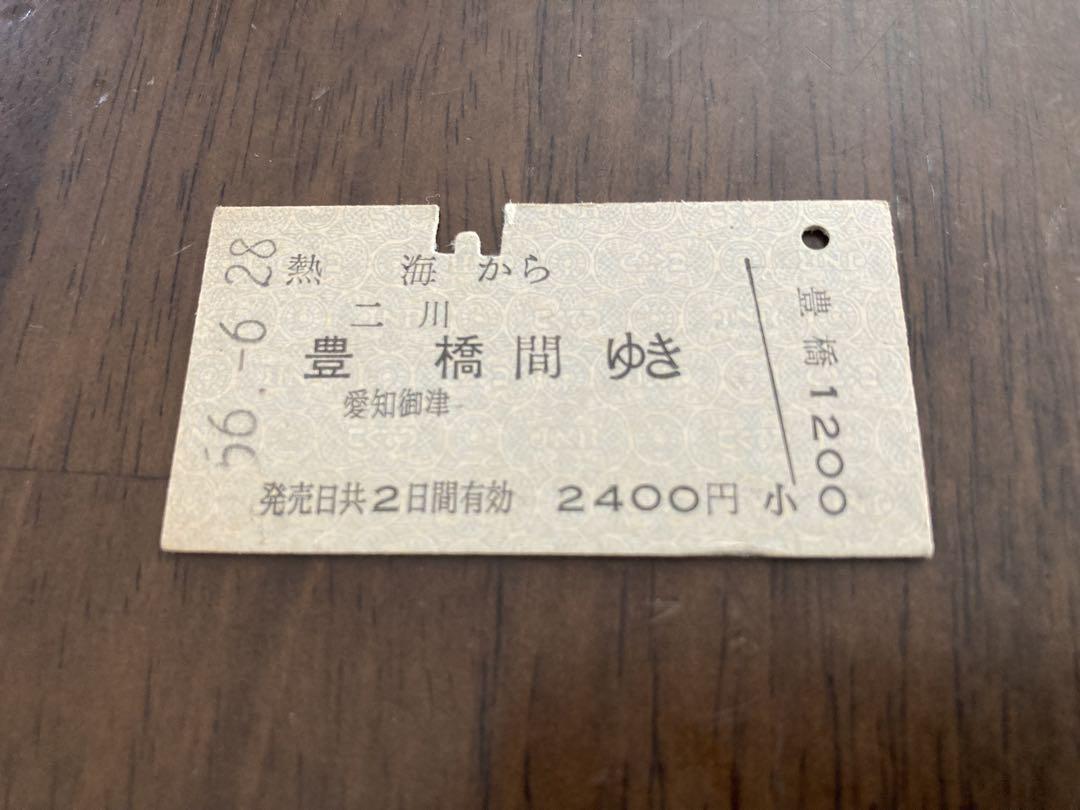 56.-6.28
熱海から
二川
豊橋間ゆき
愛知御津
発売日共2日間有効 2400円
小
豊橋1200